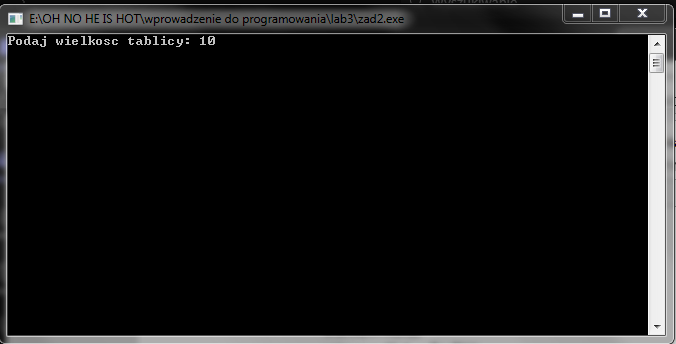 E:\OH NO HE IS HOT\wprowadzenie do programowania\lab3\zad2.exe
Podaj wielkosc tablicy: 10